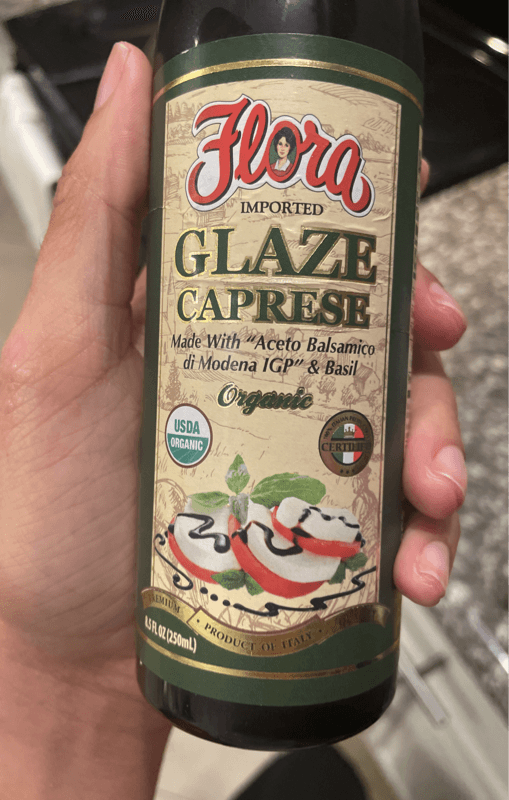 Flora
IMPORTED
GLAZE
CAPRESE
Made With "Aceto Balsamico
di Modena IGP" & Basil
Organic
USDA
ORGANIC
CERTIFIED
PREMIUM
• PRODUCT OF ITALY •
8.5 FL OZ (250mL)